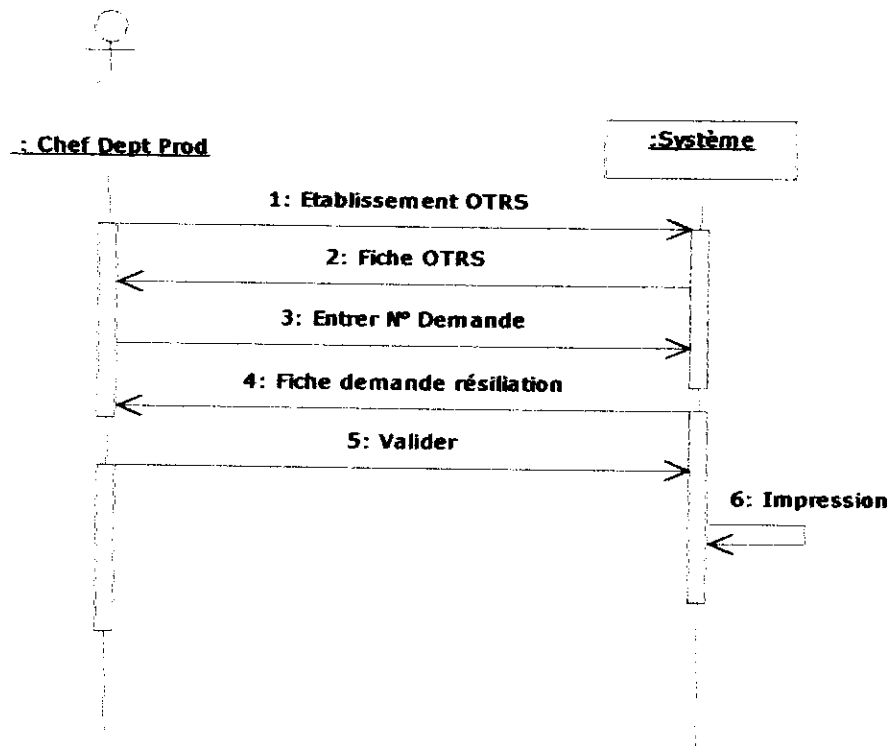 : Chef Dept Prod
:Système
1: Etablissement OTRS
2: Fiche OTRS
3: Entrer N° Demande
4: Fiche demande résiliation
5: Valider
6: Impression